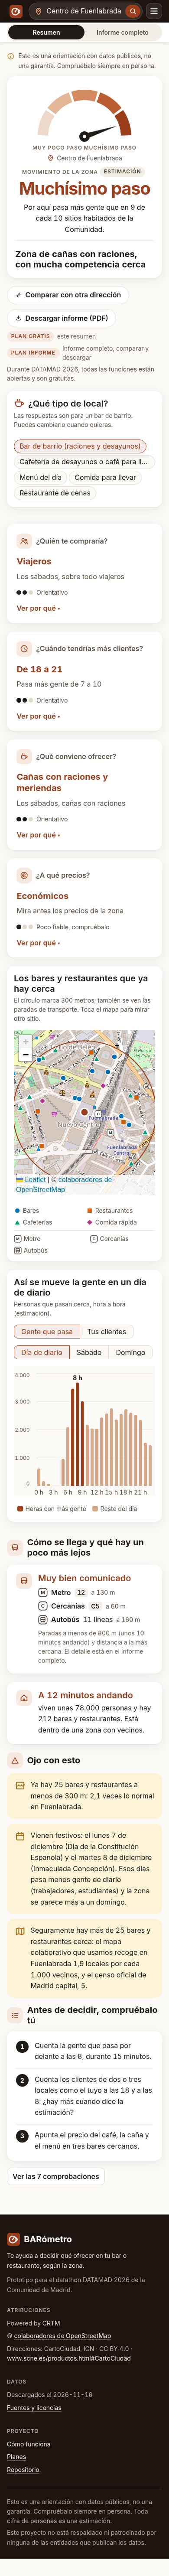 Centro de Fuenlabrada
Resumen
Informe completo
Esto es una orientación con datos públicos, no
una garantía. Compruébalo siempre en persona.
MUY POCO PASO MUCHÍSIMO PASO
Centro de Fuenlabrada
MOVIMIENTO DE LA ZONA ESTIMACIÓN
Muchísimo paso
Por aquí pasa más gente que en 9 de
cada 10 sitios habitados de la
Comunidad.
Zona de cañas con raciones,
con mucha competencia cerca
Comparar con otra dirección
Descargar informe (PDF)
PLAN GRATIS este resumen
PLAN INFORME Informe completo, comparar y
descargar
Durante DATAMAD 2026, todas las funciones están
abiertas y son gratuitas.
¿Qué tipo de local?
Las respuestas son para un bar de barrio.
Puedes cambiarlo cuando quieras.
Bar de barrio (raciones y desayunos)
Cafetería de desayunos o café para ll...
Menú del día
Comida para llevar
Restaurante de cenas
¿Quién te compraría?
Viajeros
Los sábados, sobre todo viajeros
Orientativo
Ver por qué
¿Cuándo tendrías más clientes?
De 18 a 21
Pasa más gente de 7 a 10
Orientativo
Ver por qué
¿Qué conviene ofrecer?
Cañas con raciones y
meriendas
Los sábados, cañas con raciones
Orientativo
Ver por qué
¿A qué precios?
Económicos
Mira antes los precios de la zona
Poco fiable, compruébalo
Ver por qué
Los bares y restaurantes que ya
hay cerca
El círculo marca 300 metros; también se ven las
paradas de transporte. Toca el mapa para mirar
otro sitio.
+
−
Fuenlabrada
Fuenlabrada
Central
Leaflet | © colaboradores de
OpenStreetMap
Bares
Restaurantes
Cafeterías
Comida rápida
M Metro
C Cercanías
Autobús
Así se mueve la gente en un día
de diario
Personas que pasan cerca, hora a hora
(estimación).
Gente que pasa
Tus clientes
Día de diario
Sábado
Domingo
8 h
4.000
3.000
2.000
1.000
0
0 h 3 h 6 h 9 h 12 h 15 h 18 h 21 h
Horas con más gente
Resto del día
Cómo se llega y qué hay un
poco más lejos
Muy bien comunicado
M Metro 12 a 130 m
C Cercanías C5 a 60 m
Autobús 11 líneas a 160 m
Paradas a menos de 800 m (unos 10
minutos andando) y distancia a la más
cercana. El detalle está en el Informe
completo.
A 12 minutos andando
viven unas 78.000 personas y hay
212 bares y restaurantes. Está
dentro de una zona con vecinos.
Ojo con esto
Ya hay 25 bares y restaurantes a
menos de 300 m: 2,1 veces lo normal
en Fuenlabrada.
Vienen festivos: el lunes 7 de
diciembre (Día de la Constitución
Española) y el martes 8 de diciembre
(Inmaculada Concepción). Esos días
pasa menos gente de diario
(trabajadores, estudiantes) y la zona
se parece más a un domingo.
Seguramente hay más de 25 bares y
restaurantes cerca: el mapa
colaborativo que usamos recoge en
Fuenlabrada 1,9 locales por cada
1.000 vecinos, y el censo oficial de
Madrid capital, 5.
Antes de decidir, compruébalo
tú
1 Cuenta la gente que pasa por
delante a las 8, durante 15 minutos.
2 Cuenta los clientes de dos o tres
locales como el tuyo a las 18 y a las
8: ¿hay más cuando dice la
estimación?
3 Apunta el precio del café, la caña y
el menú en tres bares cercanos.
Ver las 7 comprobaciones
BARómetro
Te ayuda a decidir qué ofrecer en tu bar o
restaurante, según la zona.
Prototipo para el datathon DATAMAD 2026 de la
Comunidad de Madrid.
ATRIBUCIONES
Powered by CRTM
© colaboradores de OpenStreetMap
Direcciones: CartoCiudad, IGN · CC BY 4.0 ·
www.scne.es/productos.html#CartoCiudad
DATOS
Descargados el 2026-11-16
Fuentes y licencias
PROYECTO
Cómo funciona
Planes
Repositorio
Esto es una orientación con datos públicos, no una
garantía. Compruébalo siempre en persona. Toda
cifra de personas es una estimación.
Este proyecto no está respaldado ni patrocinado por
ninguna de las entidades que publican los datos.